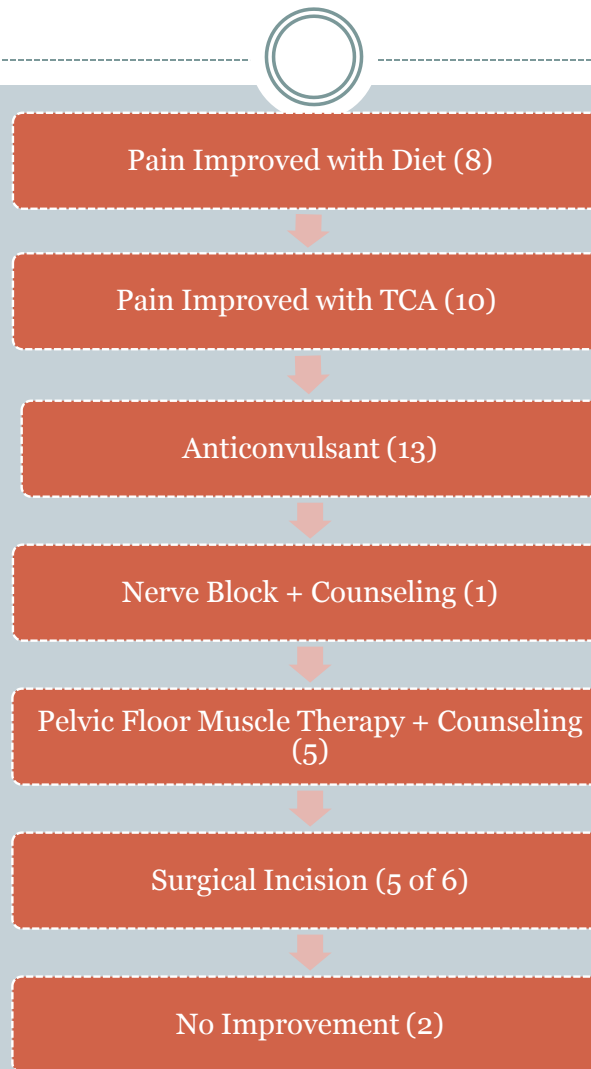 Pain Improved with Diet (8)
Pain Improved with TCA (10)
Anticonvulsant (13)
Nerve Block + Counseling (1)
Pelvic Floor Muscle Therapy + Counseling
(5)
Surgical Incision (5 of 6)
No Improvement (2)